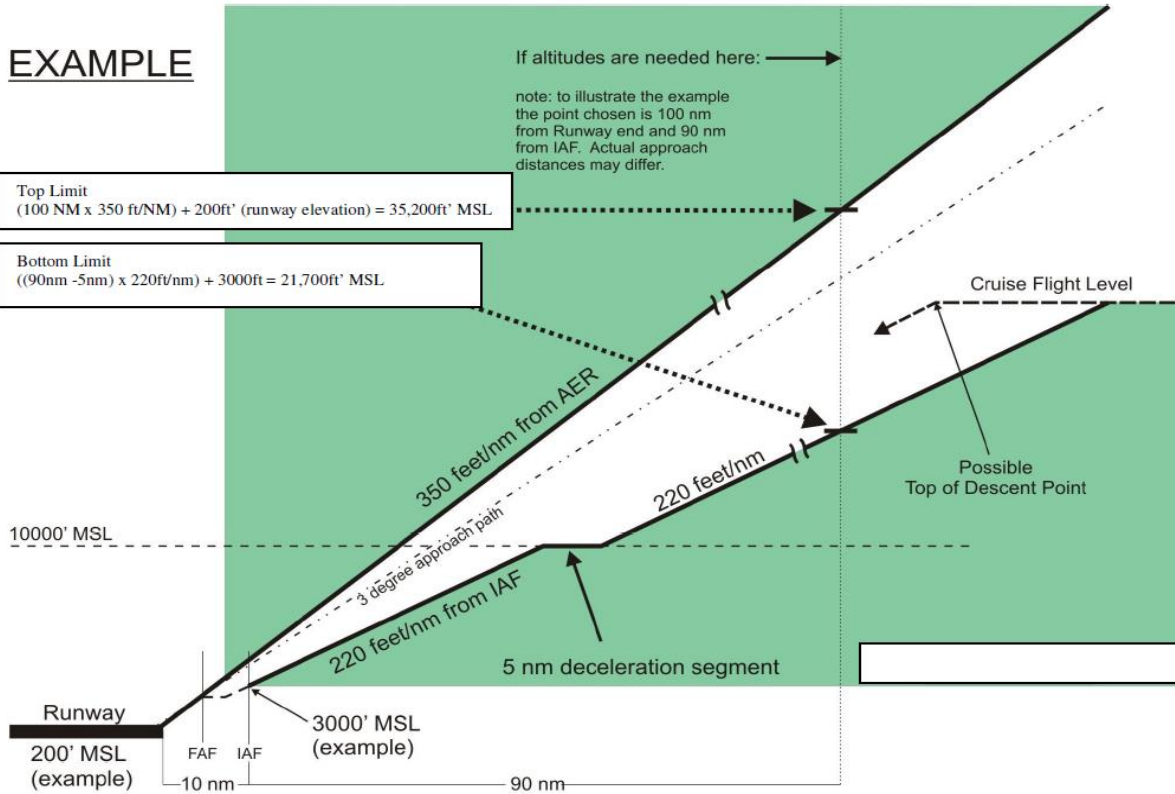 EXAMPLE
If altitudes are needed here:
note: to illustrate the example
the point chosen is 100 nm
from Runway end and 90 nm
from IAF. Actual approach
distances may differ.
Top Limit
(100 NM x 350 ft/NM) + 200ft' (runway elevation) = 35,200ft' MSL
Bottom Limit
((90nm -5nm) x 220ft/nm) + 3000ft = 21,700ft' MSL
Cruise Flight Level
350 feet/nm from AER
220 feet/nm
Possible
Top of Descent Point
10000' MSL
3 degree approach path
220 feet/nm from IAF
5 nm deceleration segment
Runway
200' MSL
(example)
FAF
IAF
3000' MSL
(example)
10 nm
90 nm